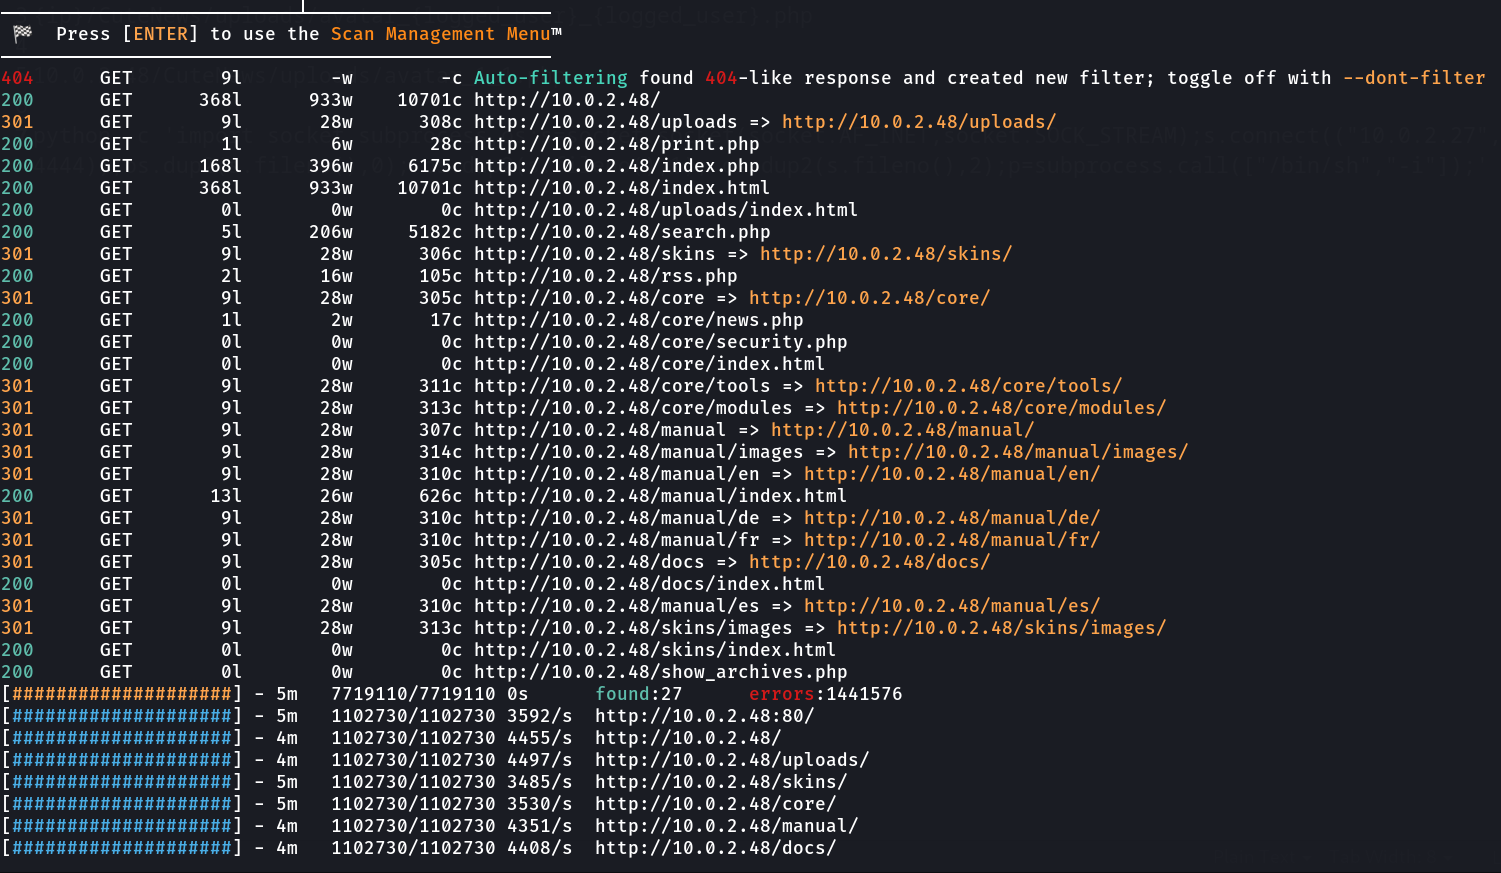 Press [ENTER] to use the Scan Management Menu™
404 GET 9l -w -c Auto-filtering found 404-like response and created new filter; toggle off with --dont-filter
200 GET 368l 933w 10701c http://10.0.2.48/
301 GET 9l 28w 308c http://10.0.2.48/uploads => http://10.0.2.48/uploads/
200 GET 1l 6w 28c http://10.0.2.48/print.php
200 GET 168l 396w 6175c http://10.0.2.48/index.php
200 GET 368l 933w 10701c http://10.0.2.48/index.html
200 GET 0l 0w 0c http://10.0.2.48/uploads/index.html
200 GET 5l 206w 5182c http://10.0.2.48/search.php
301 GET 9l 28w 306c http://10.0.2.48/skins => http://10.0.2.48/skins/
200 GET 2l 16w 105c http://10.0.2.48/rss.php
301 GET 9l 28w 305c http://10.0.2.48/core => http://10.0.2.48/core/
200 GET 1l 2w 17c http://10.0.2.48/core/news.php
200 GET 0l 0w 0c http://10.0.2.48/core/security.php
200 GET 0l 0w 0c http://10.0.2.48/core/index.html
301 GET 9l 28w 311c http://10.0.2.48/core/tools => http://10.0.2.48/core/tools/
301 GET 9l 28w 313c http://10.0.2.48/core/modules => http://10.0.2.48/core/modules/
301 GET 9l 28w 307c http://10.0.2.48/manual => http://10.0.2.48/manual/
301 GET 9l 28w 314c http://10.0.2.48/manual/images => http://10.0.2.48/manual/images/
301 GET 9l 28w 310c http://10.0.2.48/manual/en => http://10.0.2.48/manual/en/
200 GET 13l 26w 626c http://10.0.2.48/manual/index.html
301 GET 9l 28w 310c http://10.0.2.48/manual/de => http://10.0.2.48/manual/de/
301 GET 9l 28w 310c http://10.0.2.48/manual/fr => http://10.0.2.48/manual/fr/
301 GET 9l 28w 305c http://10.0.2.48/docs => http://10.0.2.48/docs/
200 GET 0l 0w 0c http://10.0.2.48/docs/index.html
301 GET 9l 28w 310c http://10.0.2.48/manual/es => http://10.0.2.48/manual/es/
301 GET 9l 28w 313c http://10.0.2.48/skins/images => http://10.0.2.48/skins/images/
200 GET 0l 0w 0c http://10.0.2.48/skins/index.html
200 GET 0l 0w 0c http://10.0.2.48/show_archives.php
[####################] - 5m 7719110/7719110 0s found:27 errors:1441576
[####################] - 5m 1102730/1102730 3592/s http://10.0.2.48:80/
[####################] - 4m 1102730/1102730 4455/s http://10.0.2.48/
[####################] - 4m 1102730/1102730 4497/s http://10.0.2.48/uploads/
[####################] - 5m 1102730/1102730 3485/s http://10.0.2.48/skins/
[####################] - 5m 1102730/1102730 3530/s http://10.0.2.48/core/
[####################] - 4m 1102730/1102730 4351/s http://10.0.2.48/manual/
[####################] - 4m 1102730/1102730 4408/s http://10.0.2.48/docs/